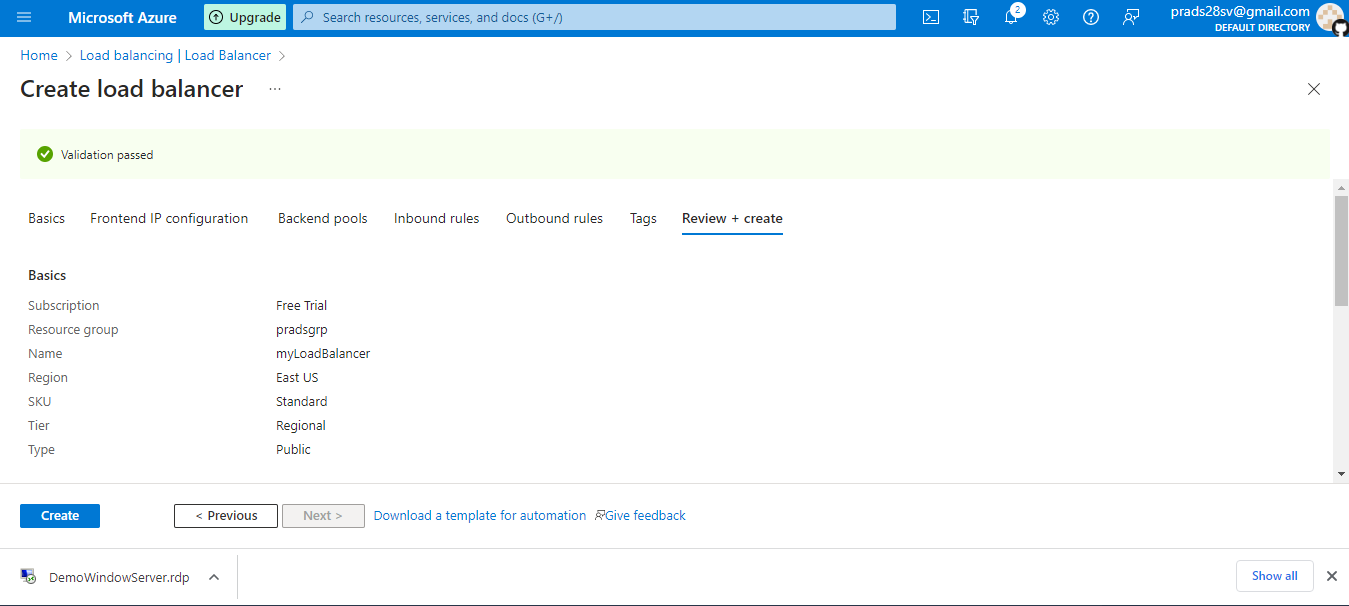 Microsoft Azure
Upgrade
Search resources, services, and docs (G+/)
2
prads28sv@gmail.com
DEFAULT DIRECTORY
Home > Load balancing | Load Balancer >
Create load balancer ...
Validation passed
Basics Frontend IP configuration Backend pools Inbound rules Outbound rules Tags Review + create
Basics
Subscription Free Trial
Resource group pradsgrp
Name myLoadBalancer
Region East US
SKU Standard
Tier Regional
Type Public
Create < Previous Next > Download a template for automation Give feedback
DemoWindowServer.rdp Show all